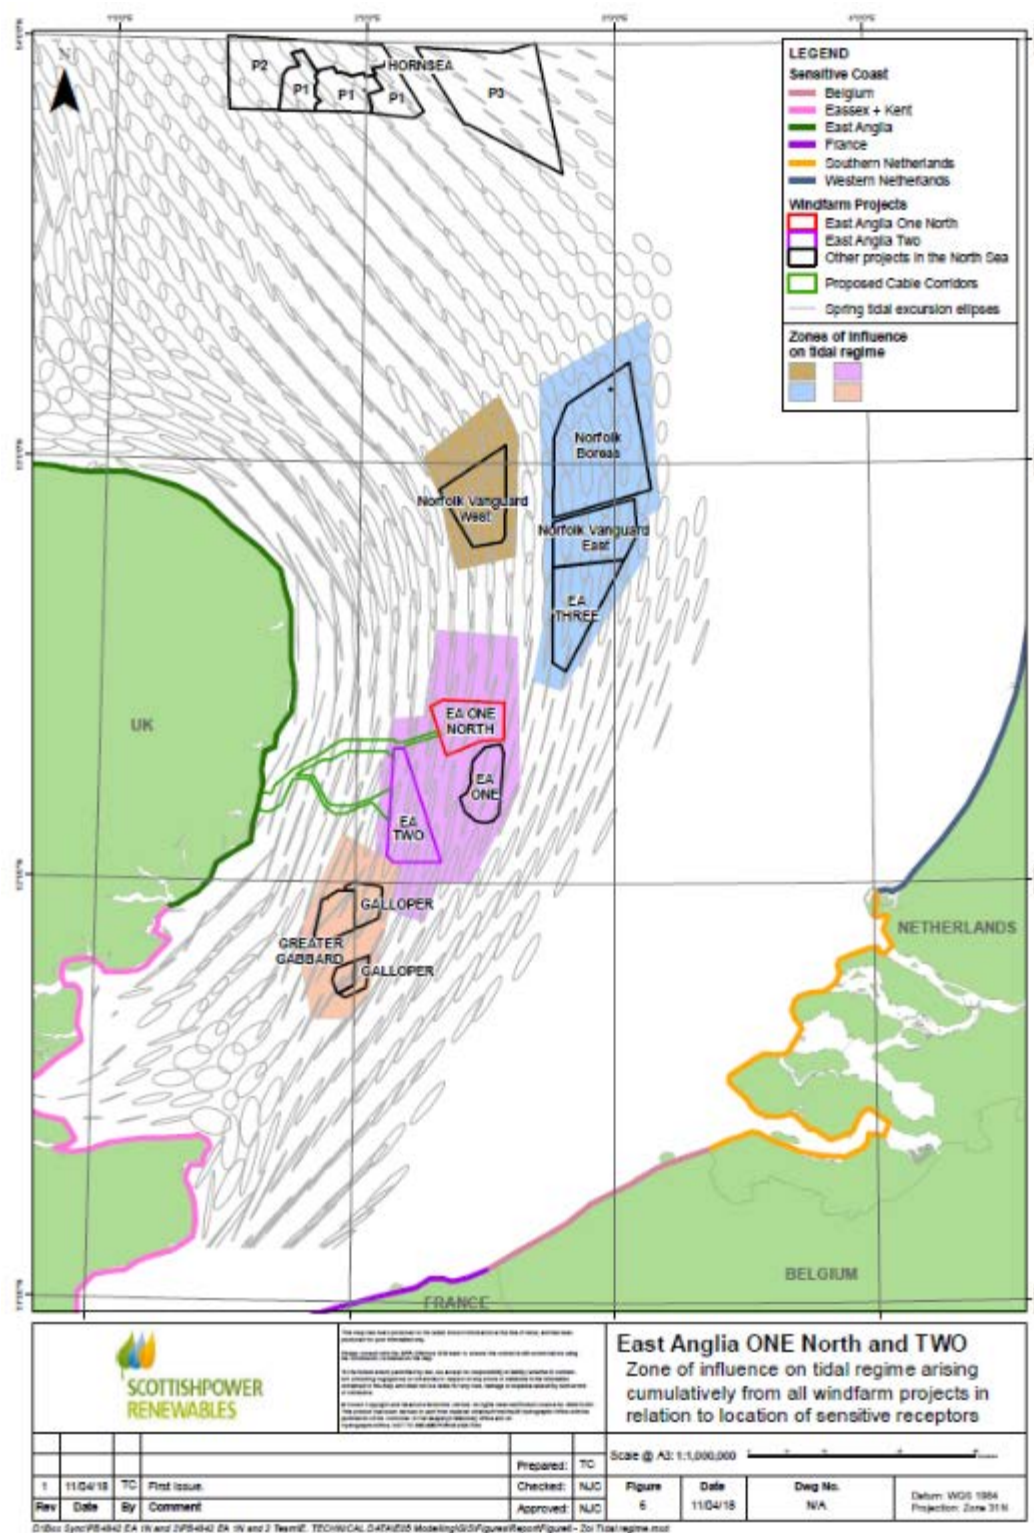 N
P2
HORNSEA
P1
P1
P1
P3
LEGEND
Sensitive Coast
Belgium
Eassex + Kent
East Anglia
France
Southern Netherlands
Western Netherlands
Windfarm Projects
East Anglia One North
East Anglia Two
Other projects in the North Sea
Proposed Cable Corridors
Spring tidal excursion ellipses
Zones of Influence
on tidal regime
Norfolk
Boreas
Norfolk Vanguard
West
Norfolk Vanguard
East
EA
THREE
UK
EA ONE
NORTH
EA
ONE
EA
TWO
GALLOPER
GREATER
GABBARD
GALLOPER
NETHERLANDS
BELGIUM
FRANCE
SCOTTISHPOWER
RENEWABLES
East Anglia ONE North and TWO
Zone of influence on tidal regime arising
cumulatively from all windfarm projects in
relation to location of sensitive receptors
Prepared: TC
Scale @ A3: 1:1,000,000
1 11/04/18 TC First Issue.
Checked: NJC
Figure Date Dwg No.
Rev Date By Comment
Approved: NJC
6 11/04/18 N/A
Datum: WGS 1984
Projection: Zone 31N